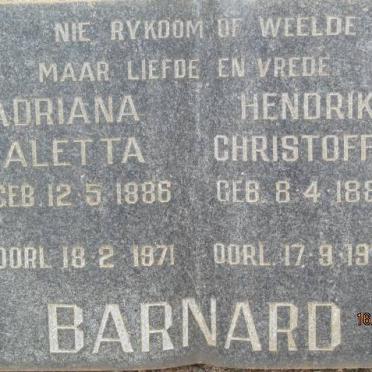 NIE RYKDOM OF WEELDE
MAAR LIEFDE EN VREDE
ADRIANA
ALETTA
GEB. 12·5·1886
OORL. 18·2·1971
HENDRIK
CHRISTOFF
GEB. 8·4·188
OORL. 17·9·19
BARNARD
16